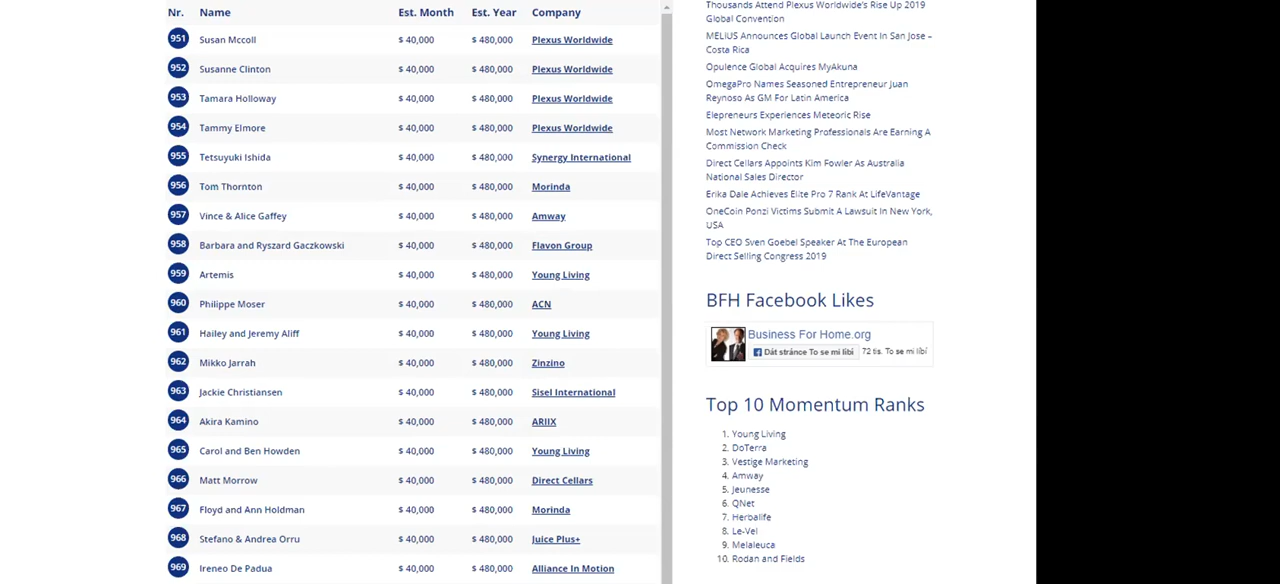 Nr. Name Est. Month Est. Year Company
951 Susan Mccoll $ 40,000 $ 480,000 Plexus Worldwide
952 Susanne Clinton $ 40,000 $ 480,000 Plexus Worldwide
953 Tamara Holloway $ 40,000 $ 480,000 Plexus Worldwide
954 Tammy Elmore $ 40,000 $ 480,000 Plexus Worldwide
955 Tetsuyuki Ishida $ 40,000 $ 480,000 Synergy International
956 Tom Thornton $ 40,000 $ 480,000 Morinda
957 Vince & Alice Gaffey $ 40,000 $ 480,000 Amway
958 Barbara and Ryszard Gaczkowski $ 40,000 $ 480,000 Flavon Group
959 Artemis $ 40,000 $ 480,000 Young Living
960 Philippe Moser $ 40,000 $ 480,000 ACN
961 Hailey and Jeremy Aliff $ 40,000 $ 480,000 Young Living
962 Mikko Jarrah $ 40,000 $ 480,000 Zinzino
963 Jackie Christiansen $ 40,000 $ 480,000 Sisel International
964 Akira Kamino $ 40,000 $ 480,000 ARIIX
965 Carol and Ben Howden $ 40,000 $ 480,000 Young Living
966 Matt Morrow $ 40,000 $ 480,000 Direct Cellars
967 Floyd and Ann Holdman $ 40,000 $ 480,000 Morinda
968 Stefano & Andrea Orru $ 40,000 $ 480,000 Juice Plus+
969 Ireneo De Padua $ 40,000 $ 480,000 Alliance In Motion
Thousands Attend Plexus Worldwide's Rise Up 2019
Global Convention
MELIUS Announces Global Launch Event In San Jose –
Costa Rica
Opulence Global Acquires MyAkuna
OmegaPro Names Seasoned Entrepreneur Juan
Reynoso As GM For Latin America
Elepreneurs Experiences Meteoric Rise
Most Network Marketing Professionals Are Earning A
Commission Check
Direct Cellars Appoints Kim Fowler As Australia
National Sales Director
Erika Dale Achieves Elite Pro 7 Rank At LifeVantage
OneCoin Ponzi Victims Submit A Lawsuit In New York,
USA
Top CEO Sven Goebel Speaker At The European
Direct Selling Congress 2019
BFH Facebook Likes
Business For Home.org
Dát stránce To se mi líbí 72 tis. To se mi líbí
Top 10 Momentum Ranks
1. Young Living
2. DoTerra
3. Vestige Marketing
4. Amway
5. Jeunesse
6. QNet
7. Herbalife
8. Le-Vel
9. Melaleuca
10. Rodan and Fields